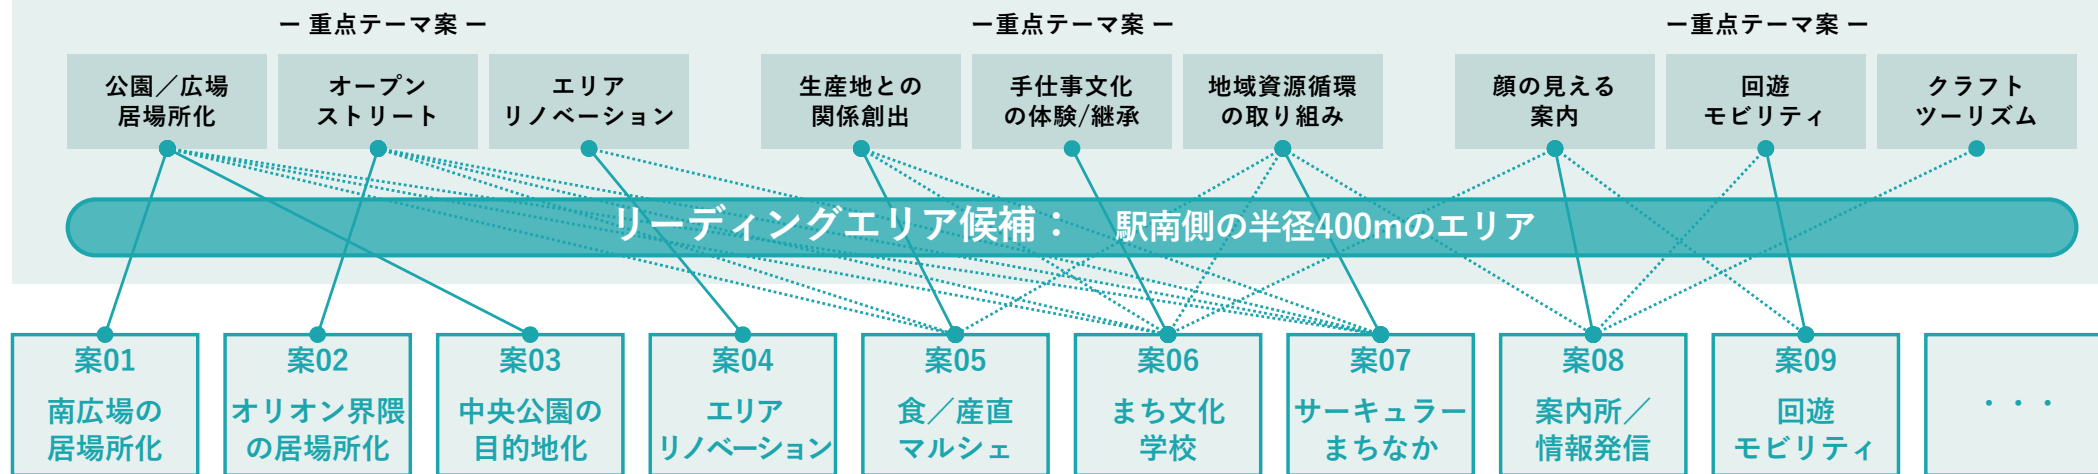 ー 重点テーマ案 ー
ー重点テーマ案 ー
ー重点テーマ案 ー
公園／広場
居場所化
オープン
ストリート
エリア
リノベーション
生産地との
関係創出
手仕事文化
の体験/継承
地域資源循環
の取り組み
顔の見える
案内
回遊
モビリティ
クラフト
ツーリズム
リーディングエリア候補： 駅南側の半径400mのエリア
案01
南広場の
居場所化
案02
オリオン界隈
の居場所化
案03
中央公園の
目的地化
案04
エリア
リノベーション
案05
食／産直
マルシェ
案06
まち文化
学校
案07
サーキュラー
まちなか
案08
案内所／
情報発信
案09
回遊
モビリティ
・・・